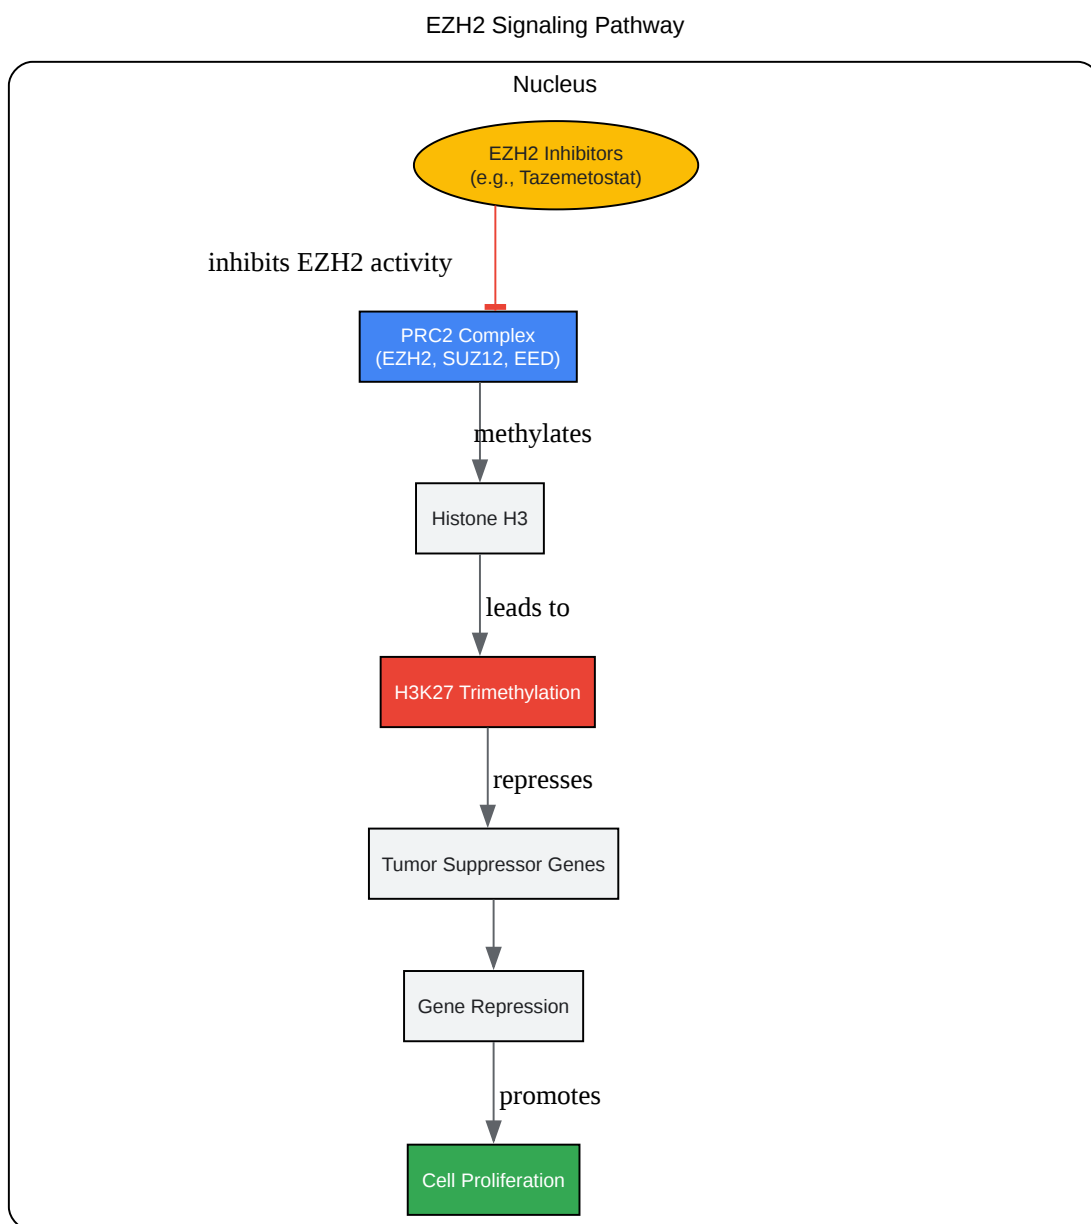 EZH2 Signaling Pathway
Nucleus
EZH2 Inhibitors
(e.g., Tazemetostat)
inhibits EZH2 activity
PRC2 Complex
(EZH2, SUZ12, EED)
methylates
Histone H3
leads to
H3K27 Trimethylation
represses
Tumor Suppressor Genes
Gene Repression
promotes
Cell Proliferation